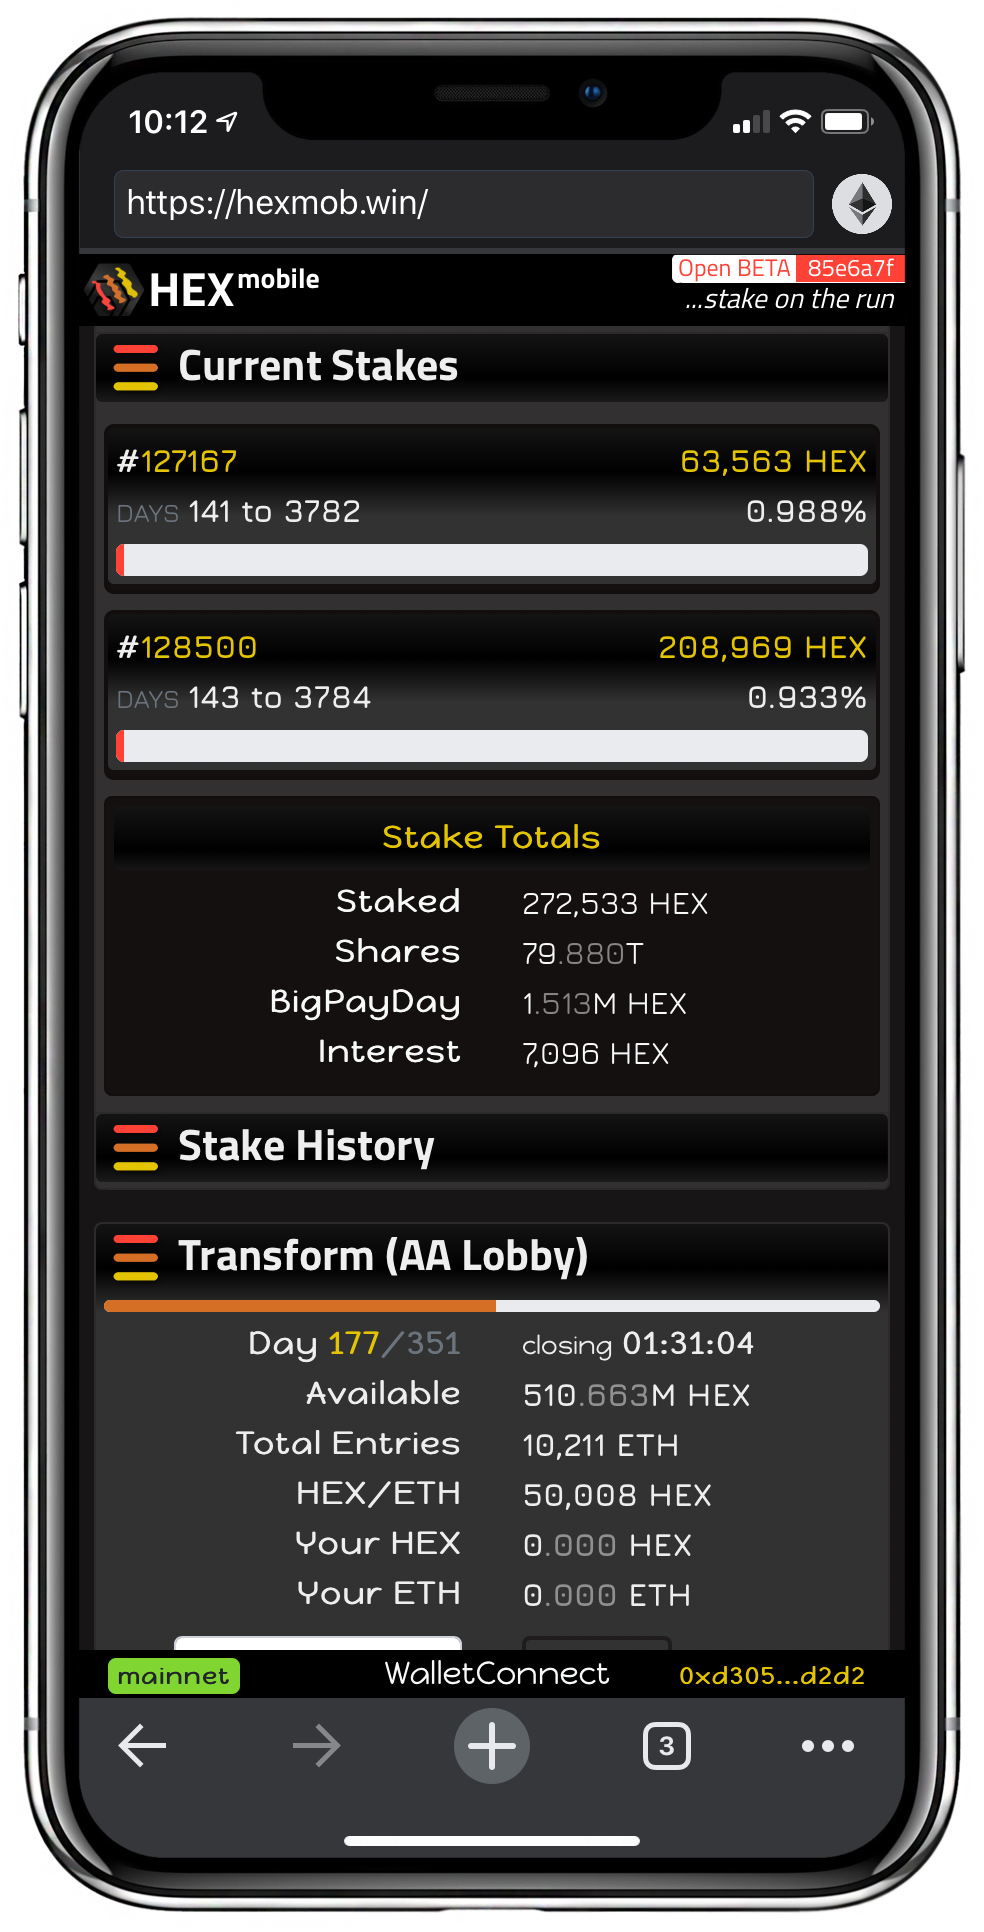 10:12
https://hexmob.win/
HEX mobile
Open BETA 85e6a7f
...stake on the run
Current Stakes
#127167 63,563 HEX
DAYS 141 to 3782 0.988%
#128500 208,969 HEX
DAYS 143 to 3784 0.933%
Stake Totals
Staked 272,533 HEX
Shares 79.880T
BigPayDay 1.513M HEX
Interest 7,096 HEX
Stake History
Transform (AA Lobby)
Day 177/351 closing 01:31:04
Available 510.663M HEX
Total Entries 10,211 ETH
HEX/ETH 50,008 HEX
Your HEX 0.000 HEX
Your ETH 0.000 ETH
mainnet WalletConnect 0xd305...d2d2
3